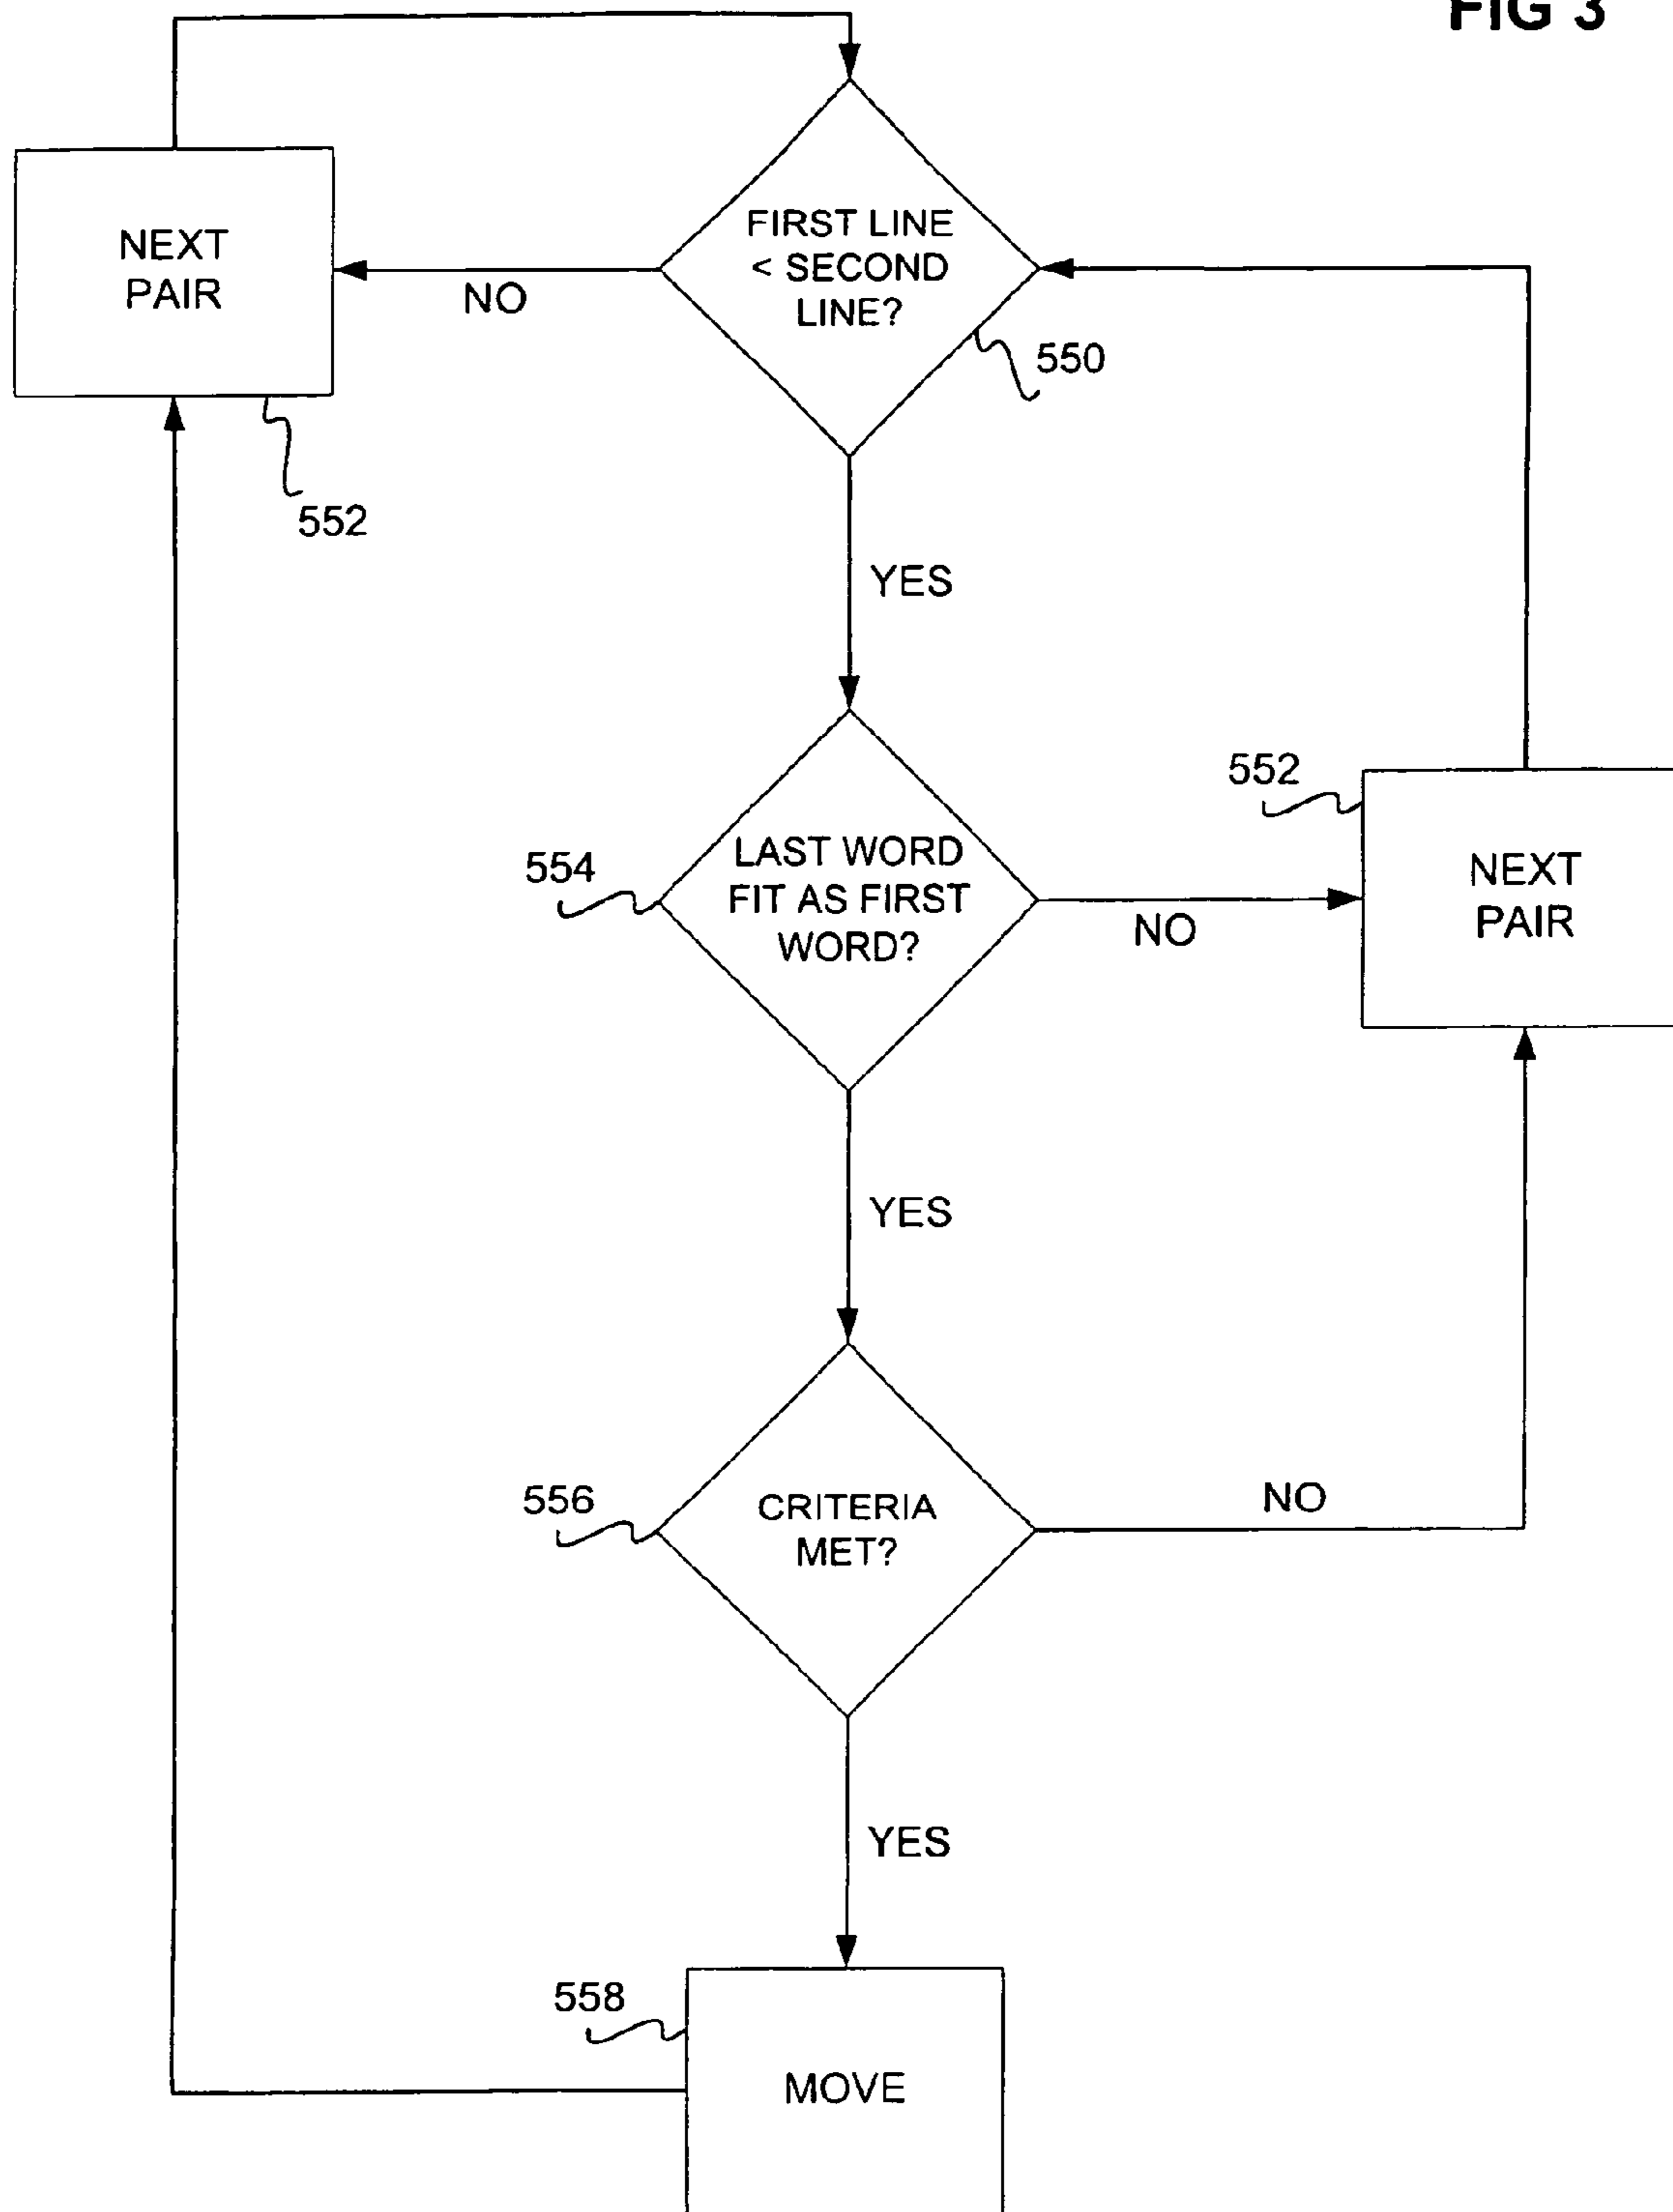 FIG 3
FIRST LINE
< SECOND
LINE?
NEXT
PAIR
NO
550
552
YES
552
LAST WORD
FIT AS FIRST
WORD?
554
NEXT
PAIR
NO
YES
556
CRITERIA
MET?
NO
YES
558
MOVE